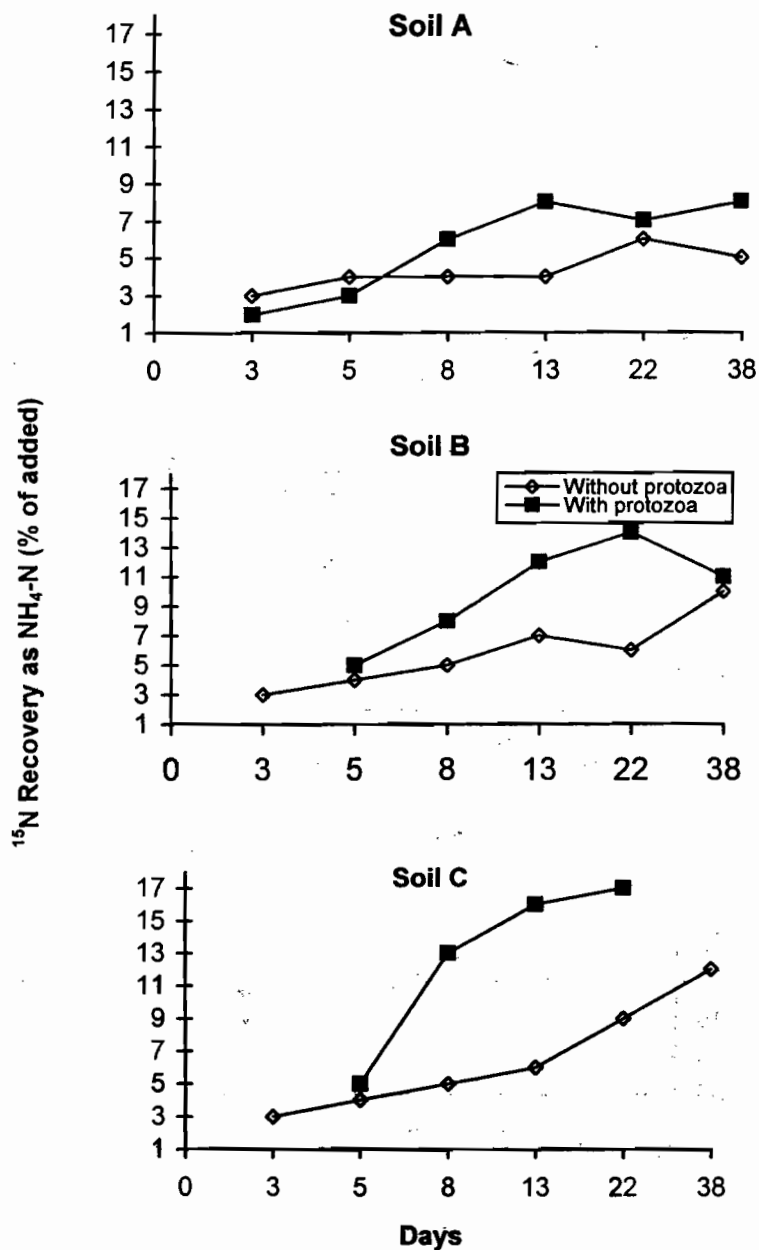 Soil A
17
15
13
11
9
7
5
3
1
0 3 5 8 13 22 38
¹⁵N Recovery as NH₄-N (% of added)
Soil B
Without protozoa
With protozoa
17
15
13
11
9
7
5
3
1
0 3 5 8 13 22 38
Soil C
17
15
13
11
9
7
5
3
1
0 3 5 8 13 22 38
Days